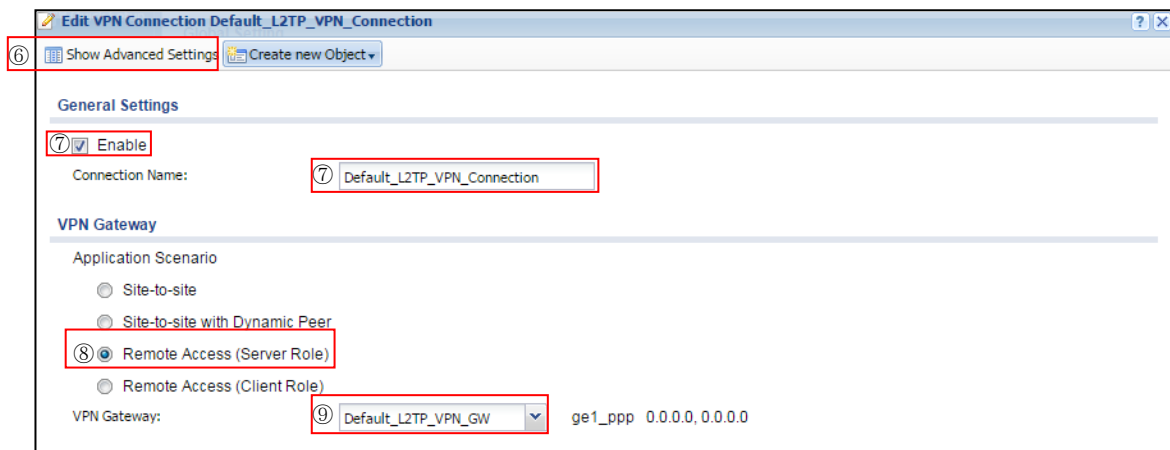 Edit VPN Connection Default_L2TP_VPN_Connection ? X
⑥ Show Advanced Settings Create new Object
General Settings
⑦ Enable
Connection Name: ⑦ Default_L2TP_VPN_Connection
VPN Gateway
Application Scenario
Site-to-site
Site-to-site with Dynamic Peer
⑧ Remote Access (Server Role)
Remote Access (Client Role)
VPN Gateway: ⑨ Default_L2TP_VPN_GW ge1_ppp 0.0.0.0, 0.0.0.0